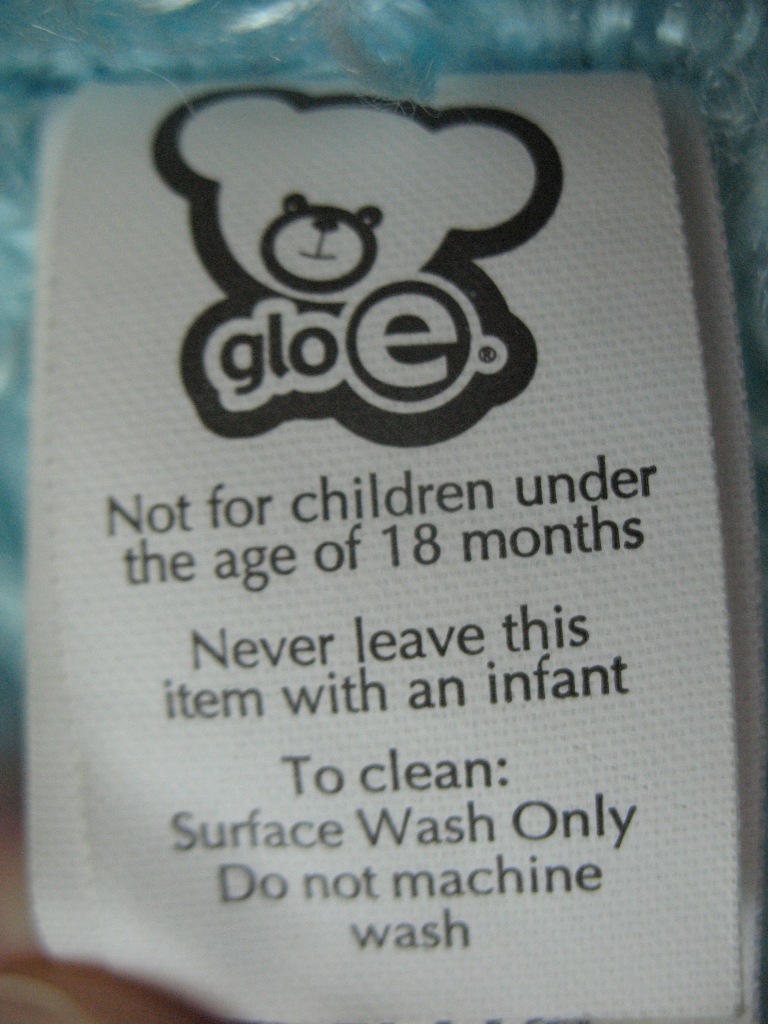 gloe®
Not for children under
the age of 18 months
Never leave this
item with an infant
To clean:
Surface Wash Only
Do not machine
wash